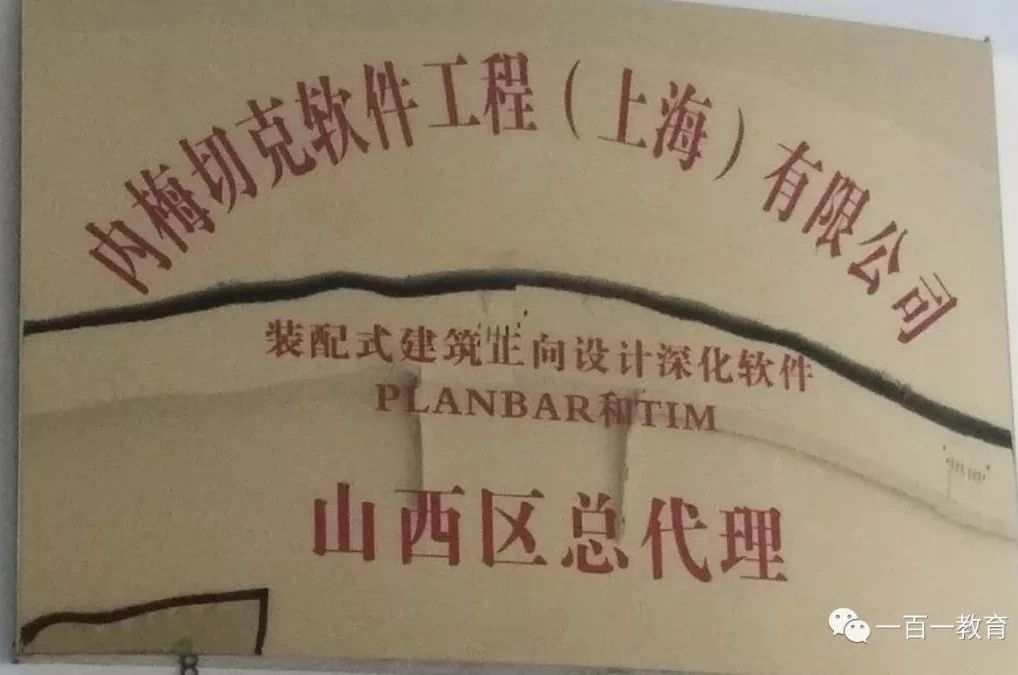 内梅切克软件工程（上海）有限公司
装配式建筑正向设计深化软件
PLANBAR和TIM
山西区总代理
一百一教育